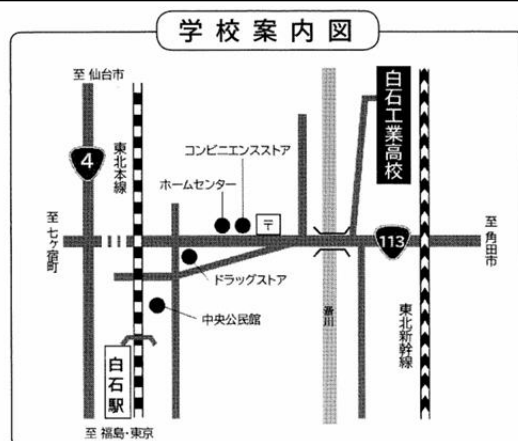 学校案内図
至 仙台市
白石工業高校
4
東北本線
コンビニエンスストア
ホームセンター
〒
至 七ヶ宿町
113
至 角田市
ドラッグストア
中央公民館
東北新幹線
白石駅
至 福島・東京